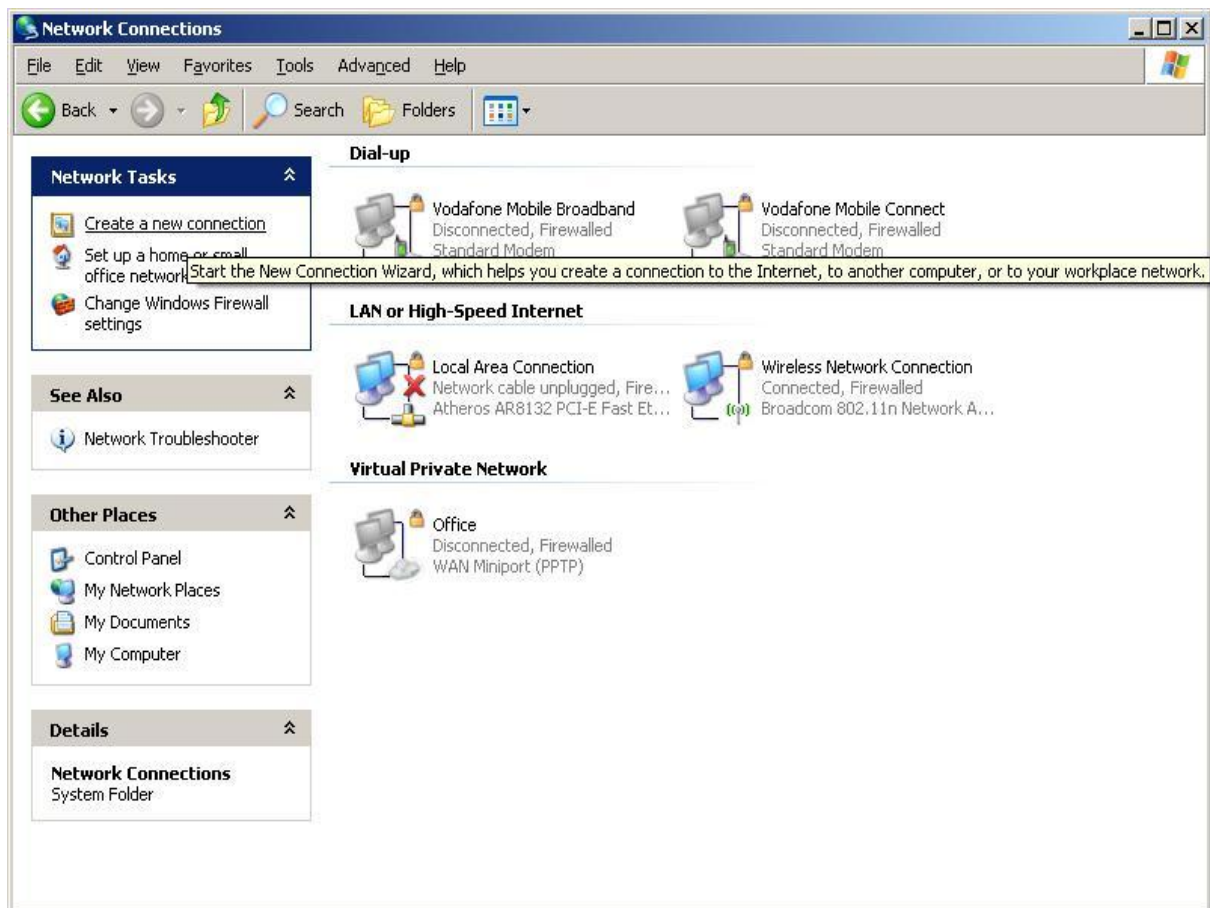 Network Connections
File Edit View Favorites Tools Advanced Help
Back Search Folders
Network Tasks
Create a new connection
Set up a home or small
office network
Change Windows Firewall
settings
Start the New Connection Wizard, which helps you create a connection to the Internet, to another computer, or to your workplace network.
See Also
Network Troubleshooter
Other Places
Control Panel
My Network Places
My Documents
My Computer
Details
Network Connections
System Folder
Dial-up
Vodafone Mobile Broadband
Disconnected, Firewalled
Standard Modem
Vodafone Mobile Connect
Disconnected, Firewalled
Standard Modem
LAN or High-Speed Internet
Local Area Connection
Network cable unplugged, Fire...
Atheros AR8132 PCI-E Fast Et...
Wireless Network Connection
Connected, Firewalled
Broadcom 802.11n Network A...
Virtual Private Network
Office
Disconnected, Firewalled
WAN Miniport (PPTP)